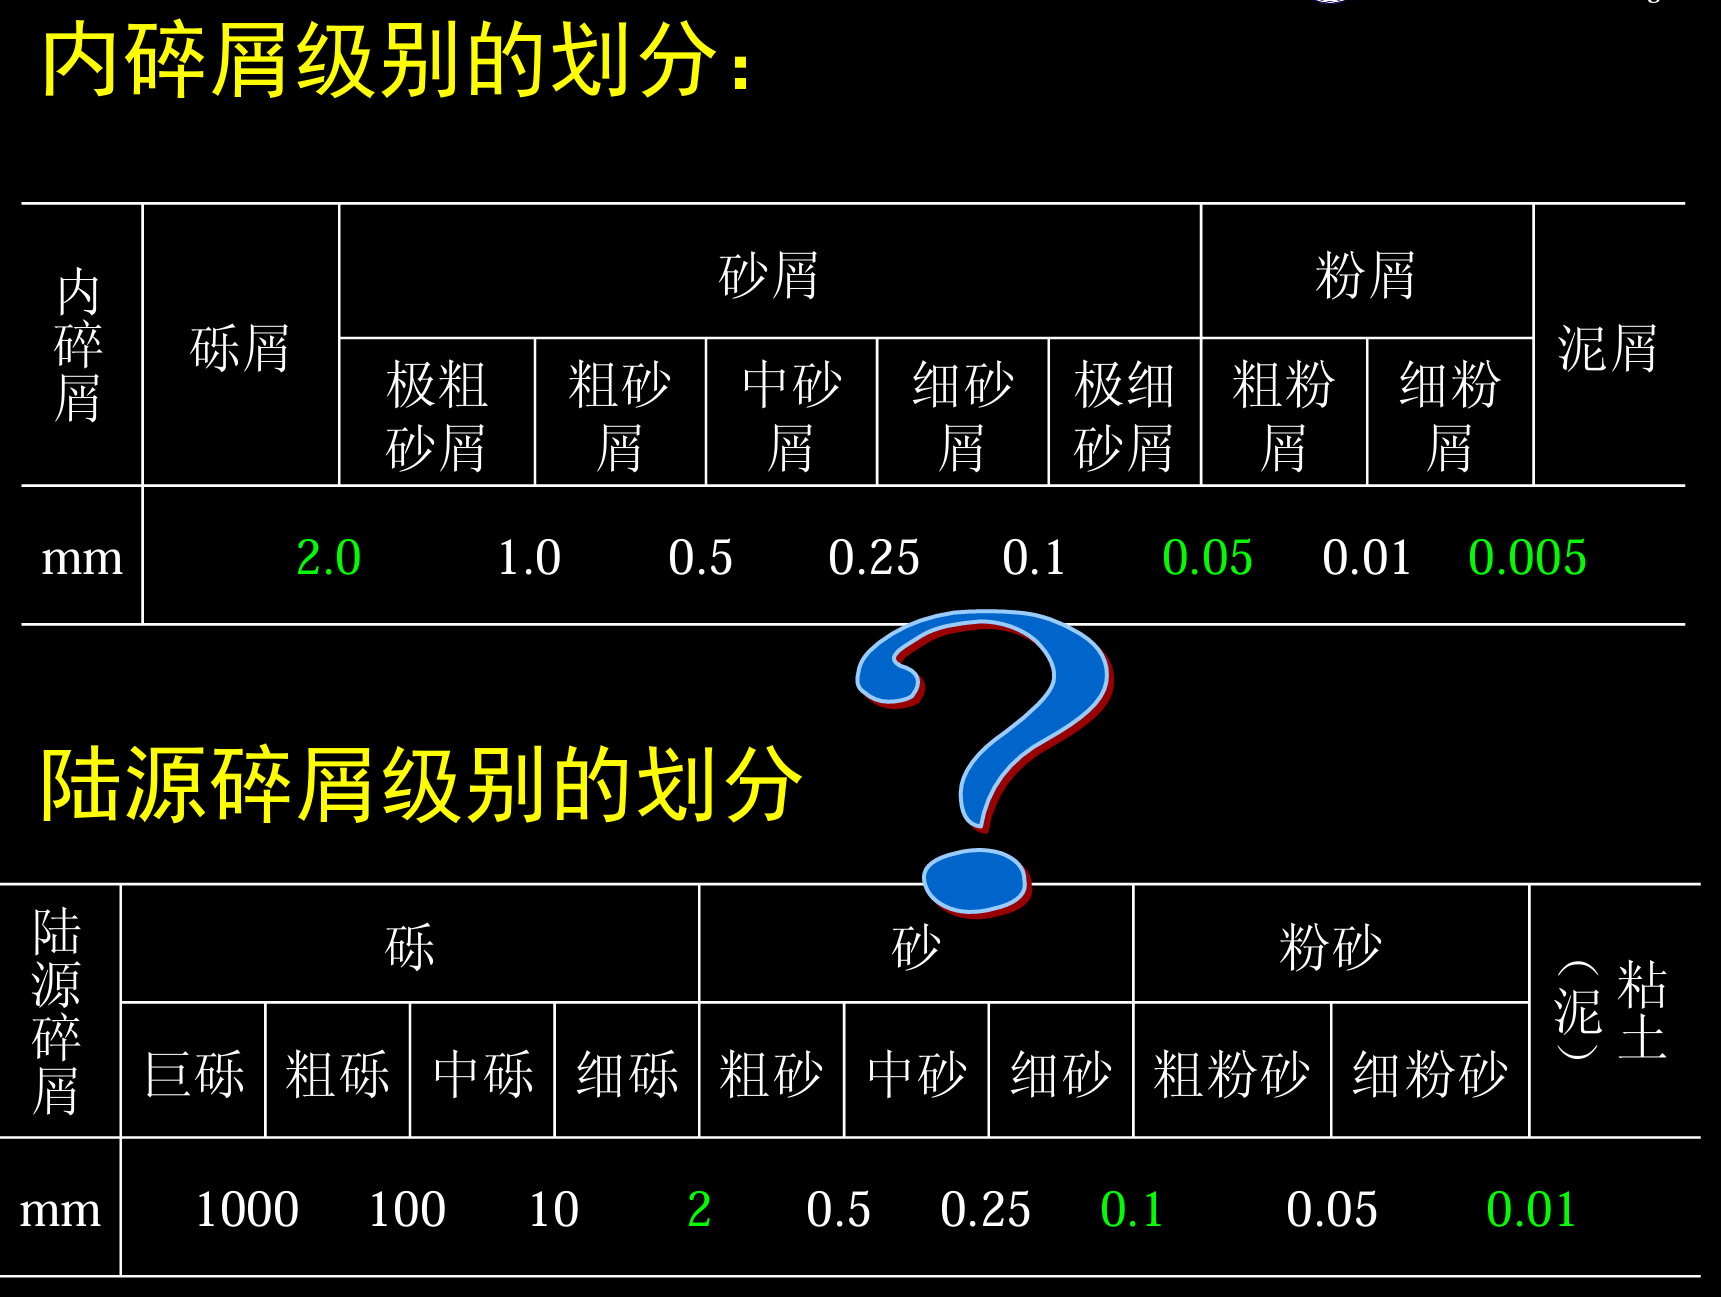 内碎屑级别的划分：
内碎屑
砾屑
砂屑
粉屑
泥屑
极粗砂屑
粗砂屑
中砂屑
细砂屑
极细砂屑
粗粉屑
细粉屑
mm 2.0 1.0 0.5 0.25 0.1 0.05 0.01 0.005
?
陆源碎屑级别的划分
陆源碎屑
砾
砂
粉砂
粘土
（泥）
巨砾
粗砾
中砾
细砾
粗砂
中砂
细砂
粗粉砂
细粉砂
mm 1000 100 10 2 0.5 0.25 0.1 0.05 0.01